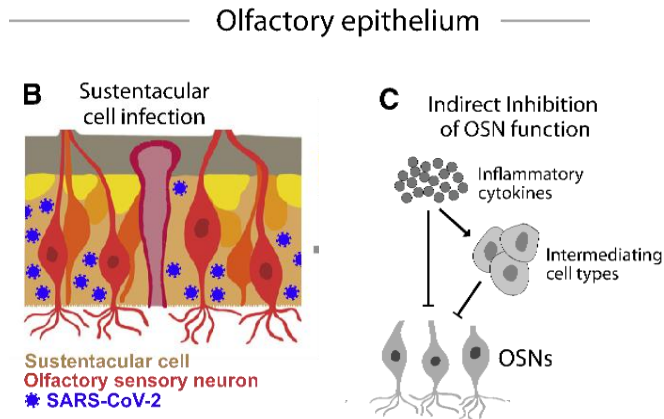 Olfactory epithelium
B
Sustentacular
cell infection
Sustentacular cell
Olfactory sensory neuron
SARS-CoV-2
C
Indirect Inhibition
of OSN function
Inflammatory
cytokines
Intermediating
cell types
OSNs